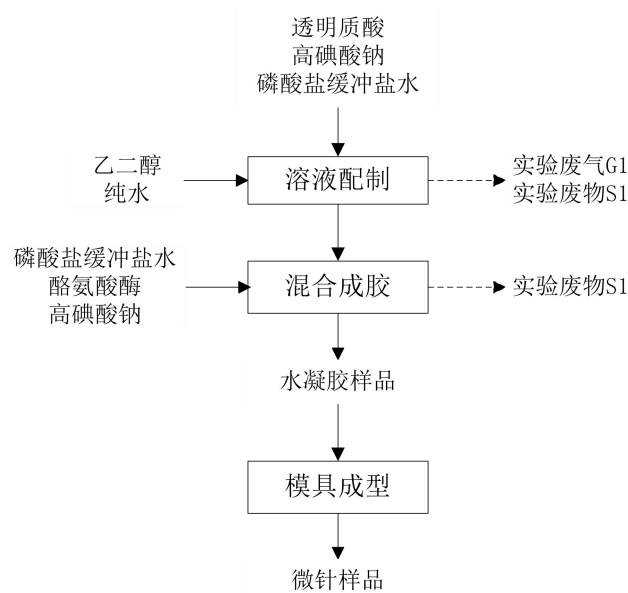 透明质酸
高碘酸钠
磷酸盐缓冲盐水
乙二醇
纯水
溶液配制
实验废气G1
实验废物S1
磷酸盐缓冲盐水
酪氨酸酶
高碘酸钠
混合成胶
实验废物S1
水凝胶样品
模具成型
微针样品